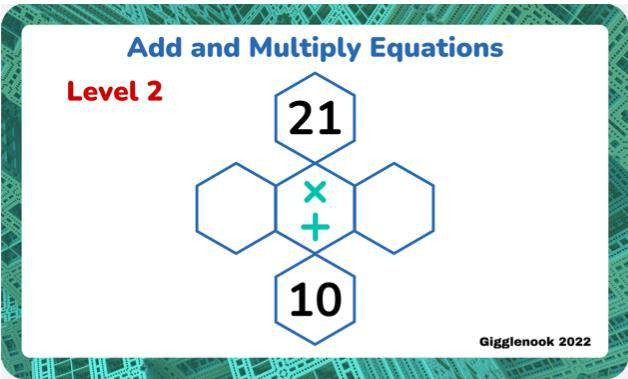 Add and Multiply Equations
Level 2
21
×
+
10
Gigglenook 2022